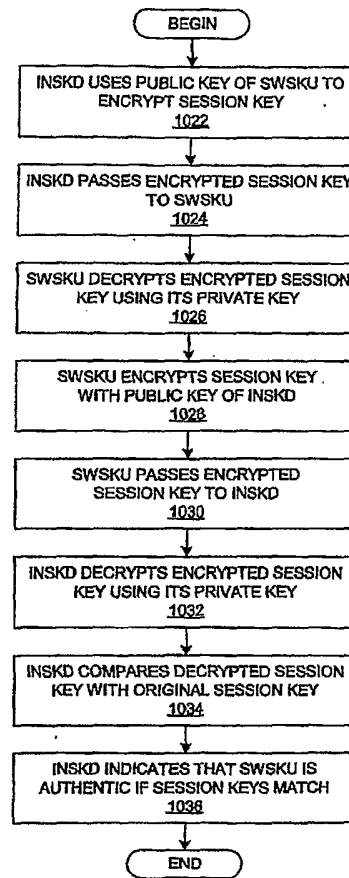 BEGIN
INSKD USES PUBLIC KEY OF SWSKU TO
ENCRYPT SESSION KEY
1022
INSKD PASSES ENCRYPTED SESSION KEY
TO SWSKU
1024
SWSKU DECRYPTS ENCRYPTED SESSION
KEY USING ITS PRIVATE KEY
1026
SWSKU ENCRYPTS SESSION KEY
WITH PUBLIC KEY OF INSKD
1028
SWSKU PASSES ENCRYPTED
SESSION KEY TO INSKD
1030
INSKD DECRYPTS ENCRYPTED SESSION
KEY USING ITS PRIVATE KEY
1032
INSKD COMPARES DECRYPTED SESSION
KEY WITH ORIGINAL SESSION KEY
1034
INSKD INDICATES THAT SWSKU IS
AUTHENTIC IF SESSION KEYS MATCH
1036
END